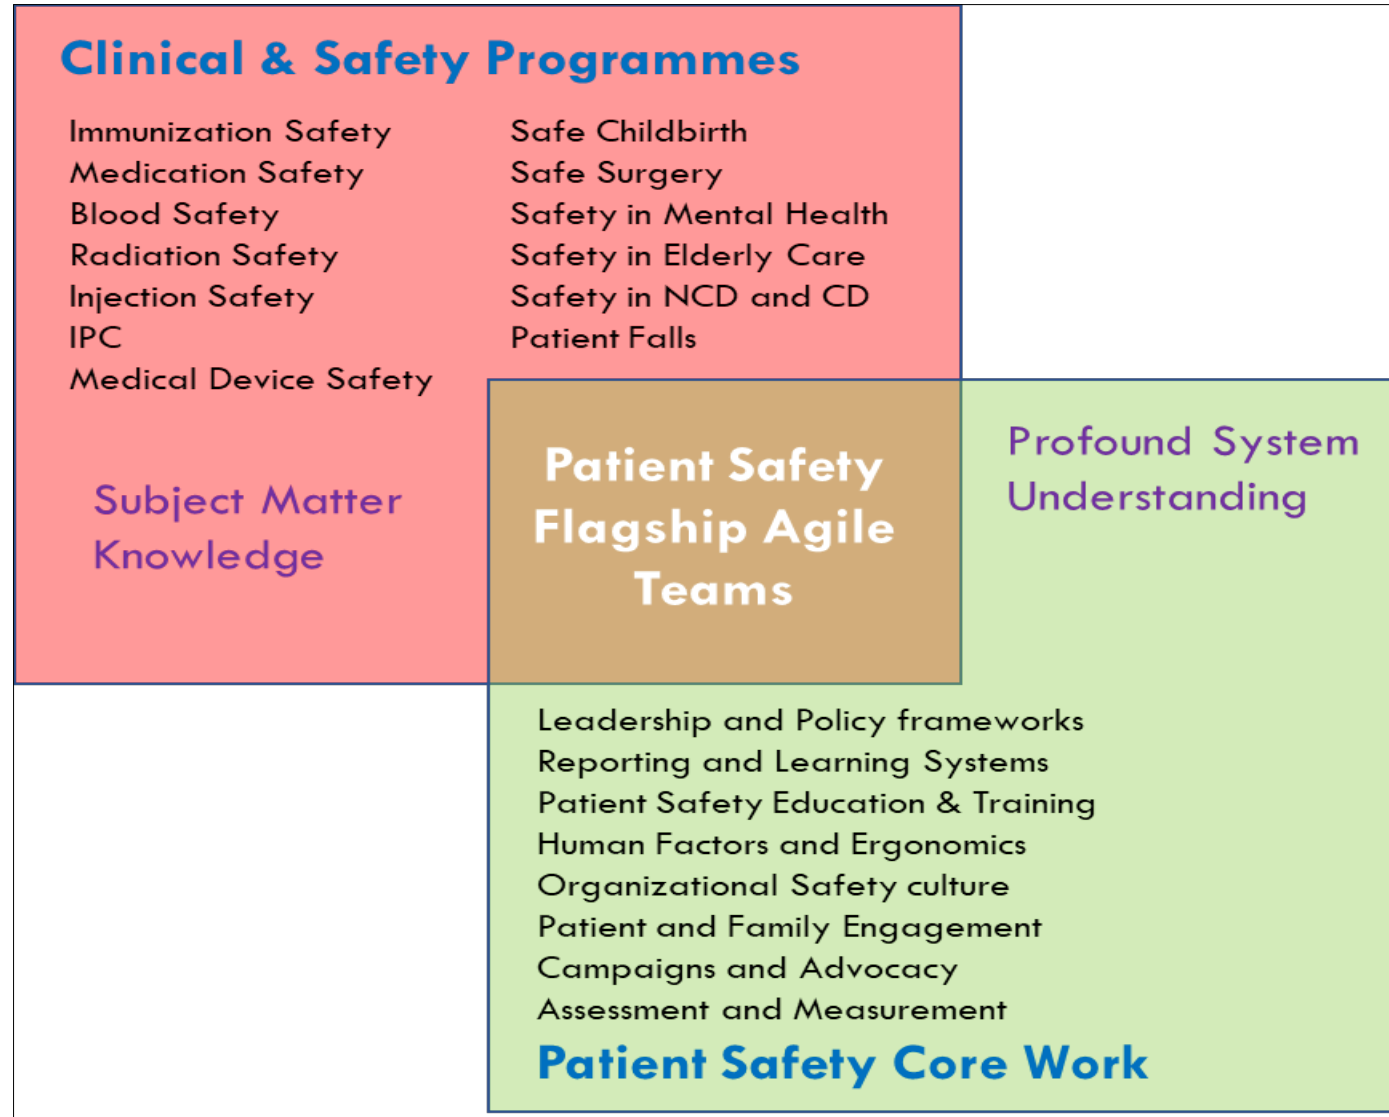 Clinical & Safety Programmes
Immunization Safety
Medication Safety
Blood Safety
Radiation Safety
Injection Safety
IPC
Medical Device Safety
Safe Childbirth
Safe Surgery
Safety in Mental Health
Safety in Elderly Care
Safety in NCD and CD
Patient Falls
Subject Matter
Knowledge
Patient Safety
Flagship Agile
Teams
Profound System
Understanding
Leadership and Policy frameworks
Reporting and Learning Systems
Patient Safety Education & Training
Human Factors and Ergonomics
Organizational Safety culture
Patient and Family Engagement
Campaigns and Advocacy
Assessment and Measurement
Patient Safety Core Work